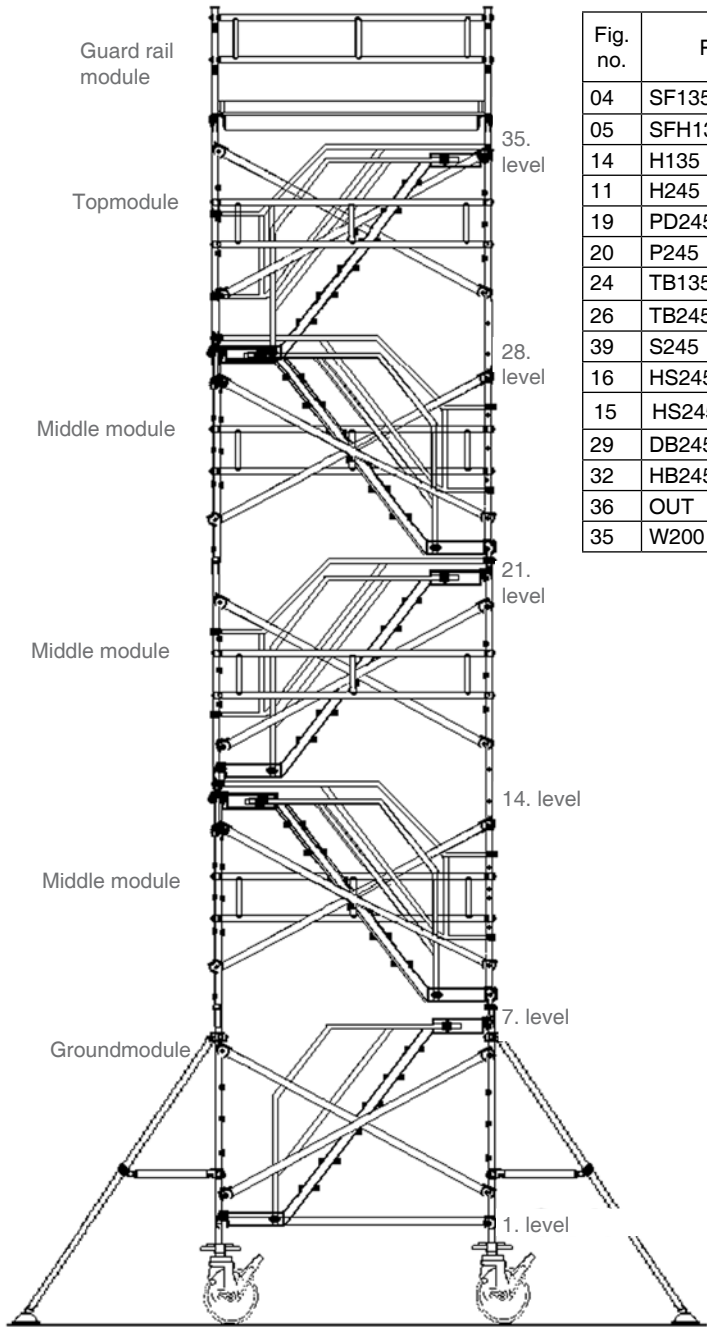 Guard rail
module
35.
level
Topmodule
28.
level
Middle module
21.
level
Middle module
14. level
Middle module
7. level
Groundmodule
1. level
Fig.
no.
04
05
14 H135
11 H245
19
20 P245
24
26
39 S245
16
15
29
32
36 OUT
35 W200